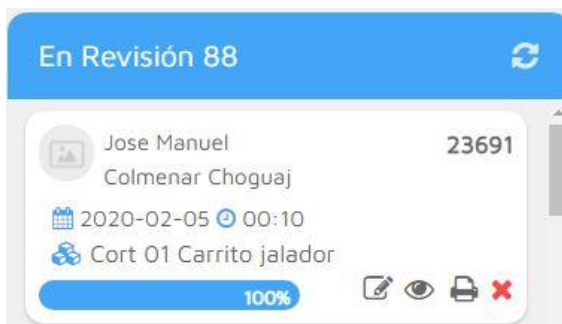 En Revisión 88
Jose Manuel 23691
Colmenar Choguaj
2020-02-05 00:10
Cort 01 Carrito jalador
100%